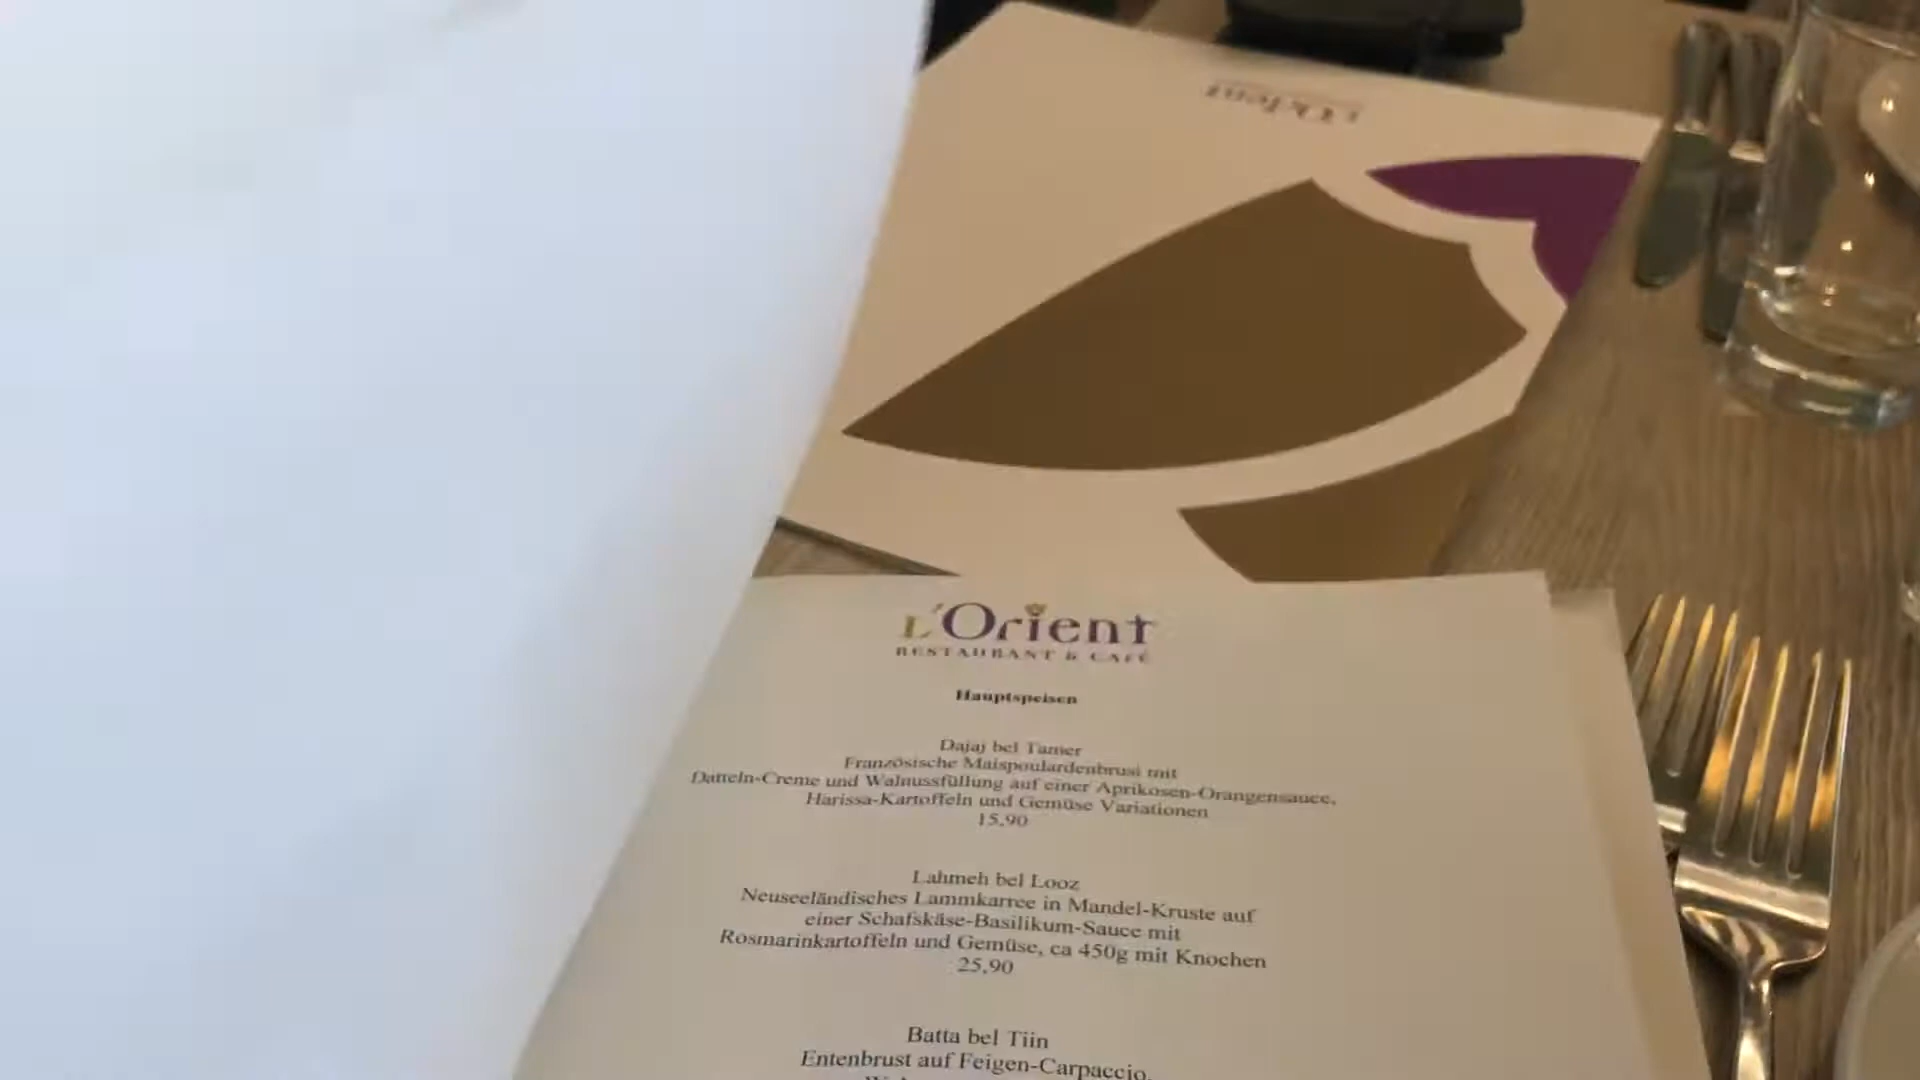 L'Orient
L'Orient
RESTAURANT & CAFÉ
Hauptspeisen
Dajaj bel Tamer
Französische Maispoulardenbrust mit
Datteln-Creme und Walnussfüllung auf einer Aprikosen-Orangensauce,
Harissa-Kartoffeln und Gemüse Variationen
15,90
Lahmeh bel Looz
Neuseeländisches Lammkarree in Mandel-Kruste auf
einer Schafskäse-Basilikum-Sauce mit
Rosmarinkartoffeln und Gemüse, ca 450g mit Knochen
25,90
Batta bel Tiin
Entenbrust auf Feigen-Carpaccio,